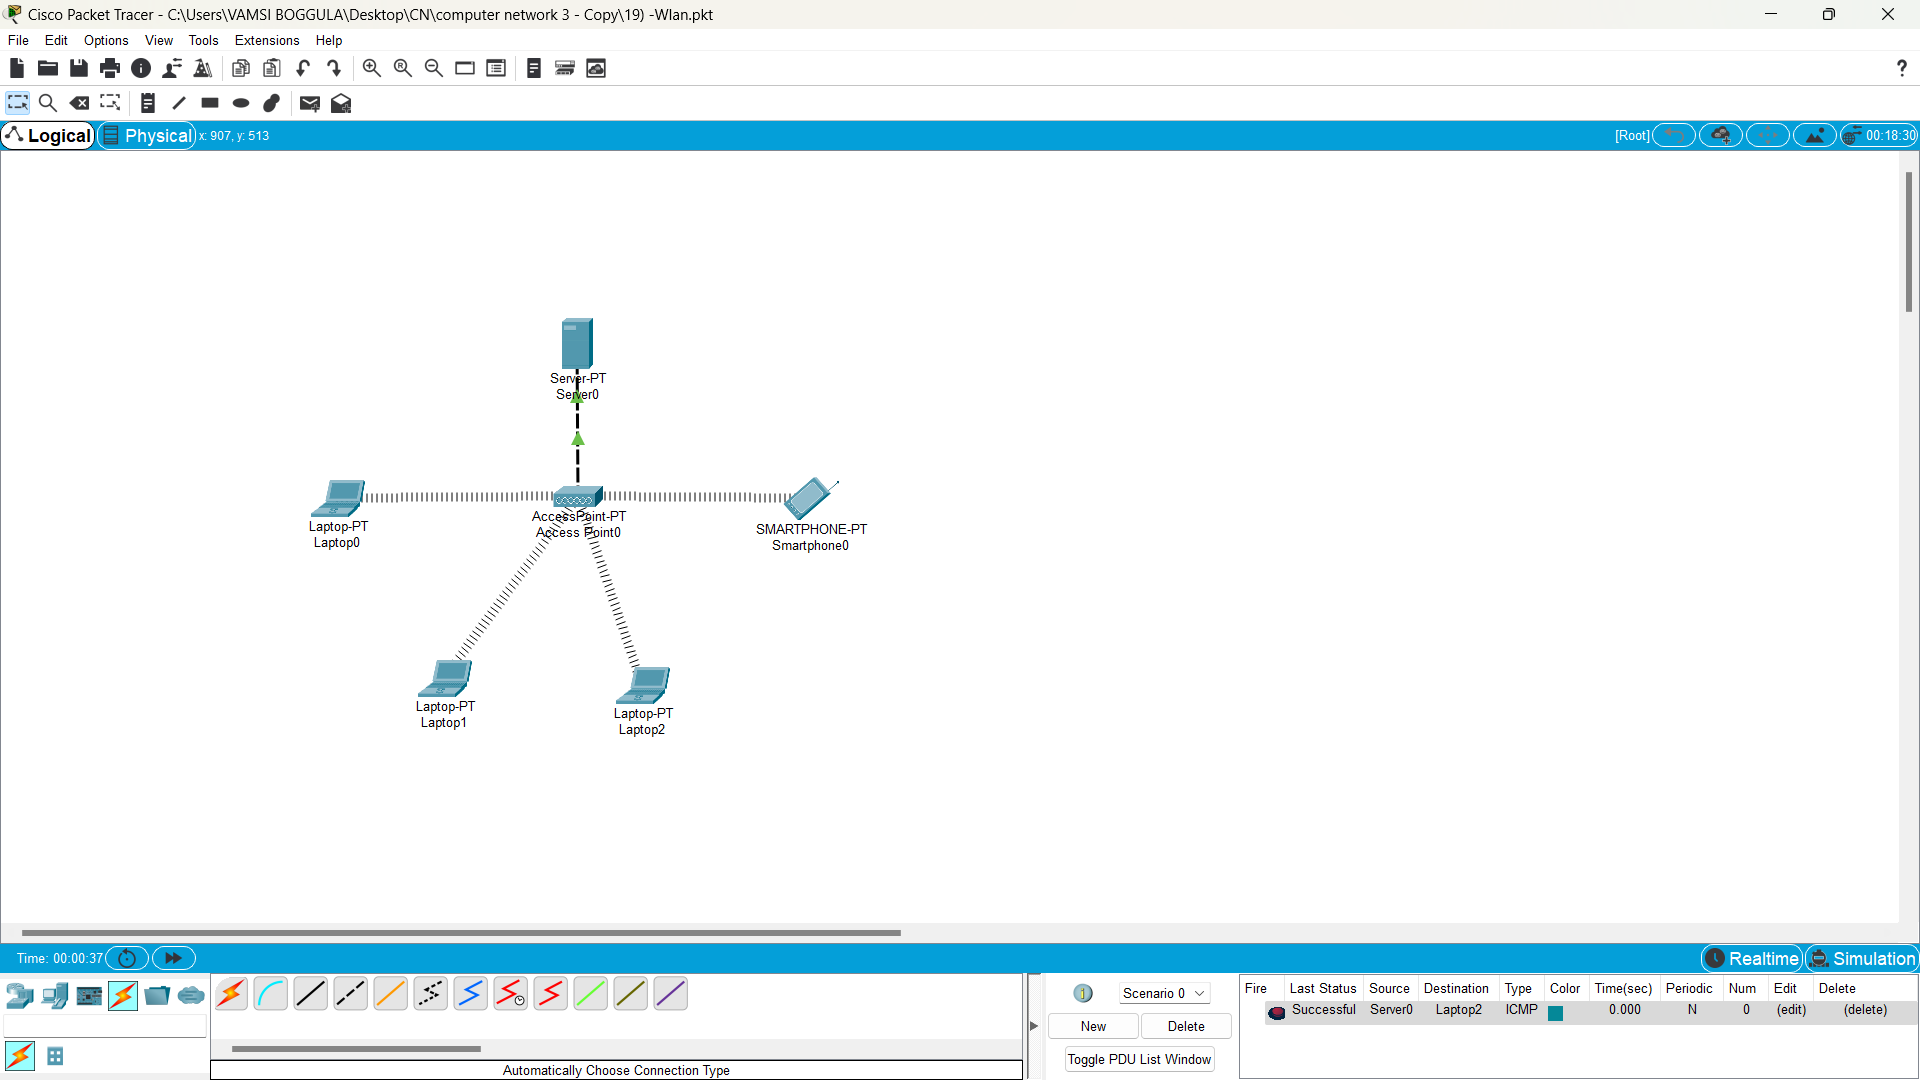 Cisco Packet Tracer - C:\Users\VAMSI BOGGULA\Desktop\CN\computer network 3 - Copy\19) -Wlan.pkt
File Edit Options View Tools Extensions Help
?
Logical Physical x: 907, y: 513 [Root] 00:18:30
Server-PT
Server0
Laptop-PT
Laptop0
AccessPoint-PT
Access Point0
SMARTPHONE-PT
Smartphone0
Laptop-PT
Laptop1
Laptop-PT
Laptop2
Time: 00:00:37 Realtime Simulation
Scenario 0
New Delete
Toggle PDU List Window
Fire Last Status Source Destination Type Color Time(sec) Periodic Num Edit Delete
Successful Server0 Laptop2 ICMP 0.000 N 0 (edit) (delete)
Automatically Choose Connection Type